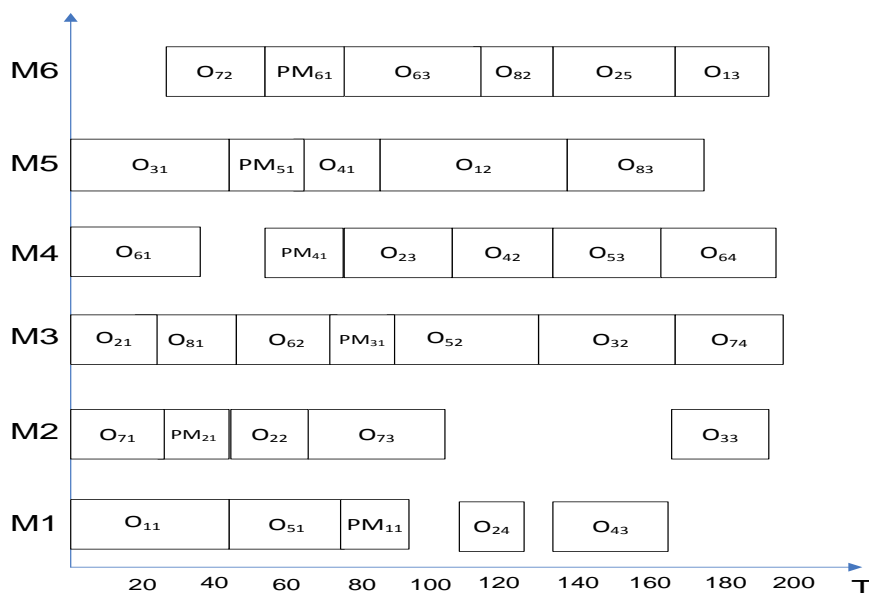 M6 O72 PM61 O63 O82 O25 O13
M5 O31 PM51 O41 O12 O83
M4 O61 PM41 O23 O42 O53 O64
M3 O21 O81 O62 PM31 O52 O32 O74
M2 O71 PM21 O22 O73 O33
M1 O11 O51 PM11 O24 O43
20 40 60 80 100 120 140 160 180 200 T